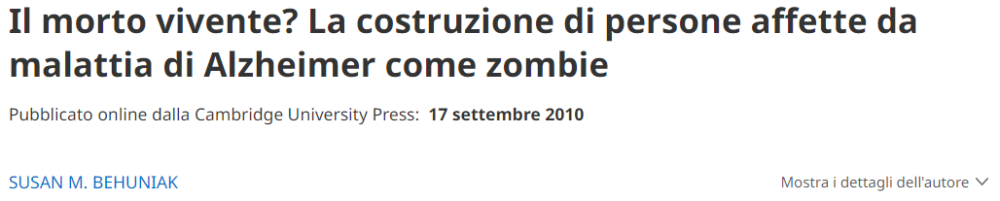 Il morto vivente? La costruzione di persone affette da
malattia di Alzheimer come zombie
Pubblicato online dalla Cambridge University Press: 17 settembre 2010
SUSAN M. BEHUNIAK
Mostra i dettagli dell'autore